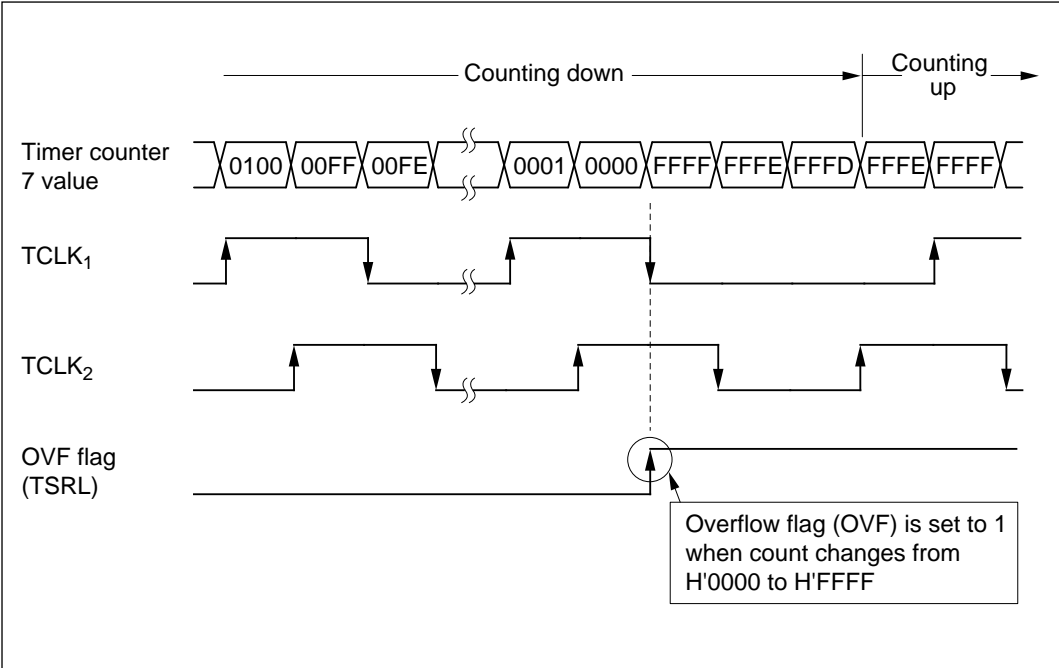 Counting down
Counting
up
Timer counter
7 value
0100 00FF 00FE 0001 0000 FFFF FFFE FFFD FFFE FFFF
TCLK₁
TCLK₂
OVF flag
(TSRL)
Overflow flag (OVF) is set to 1
when count changes from
H'0000 to H'FFFF